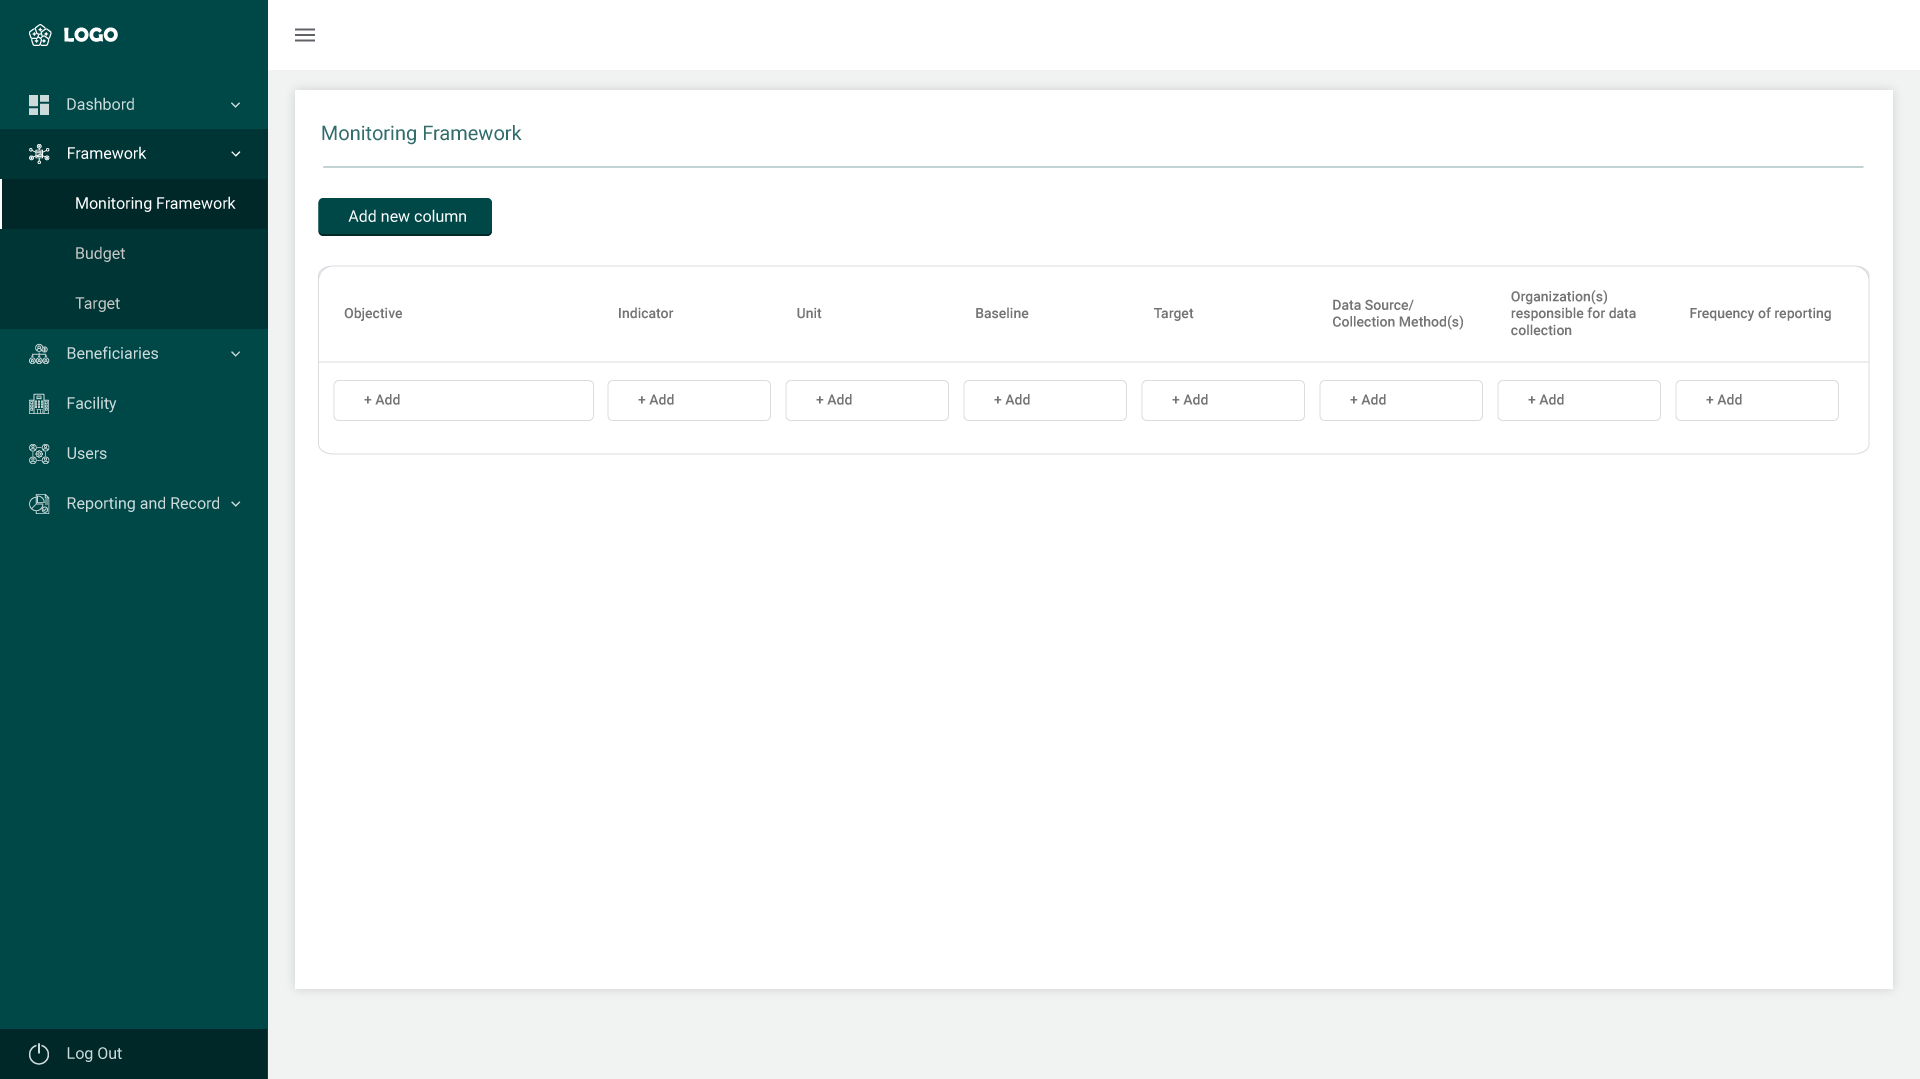 LOGO
Dashbord
Framework
Monitoring Framework
Budget
Target
Beneficiaries
Facility
Users
Reporting and Record
Log Out
Monitoring Framework
Add new column
Objective
Indicator
Unit
Baseline
Target
Data Source/
Collection Method(s)
Organization(s)
responsible for data
collection
Frequency of reporting
+ Add
+ Add
+ Add
+ Add
+ Add
+ Add
+ Add
+ Add